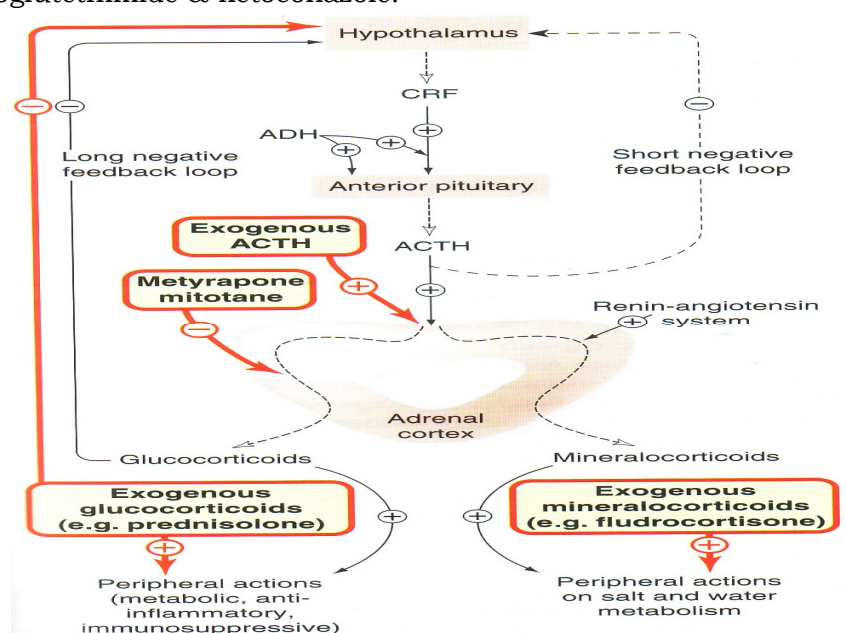 oglutethimide & ketoconazole.
Hypothalamus
CRF
ADH
Long negative
feedback loop
Short negative
feedback loop
Anterior pituitary
Exogenous
ACTH
ACTH
Metyrapone
mitotane
Renin-angiotensin
system
Adrenal
cortex
Glucocorticoids
Mineralocorticoids
Exogenous
glucocorticoids
(e.g. prednisolone)
Exogenous
mineralocorticoids
(e.g. fludrocortisone)
Peripheral actions
(metabolic, anti-
inflammatory,
immunosuppressive)
Peripheral actions
on salt and water
metabolism